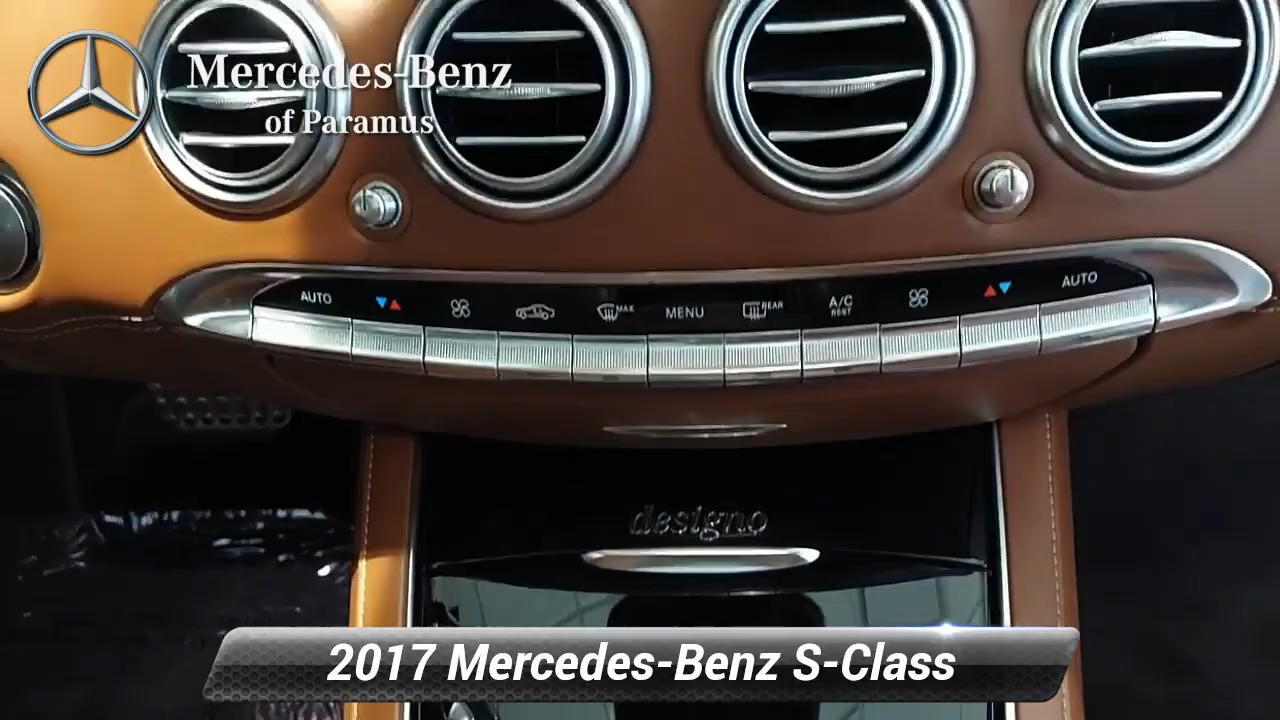 Mercedes-Benz
of Paramus
AUTO
MAX
MENU
REAR
A/C
REST
AUTO
designo
2017 Mercedes-Benz S-Class